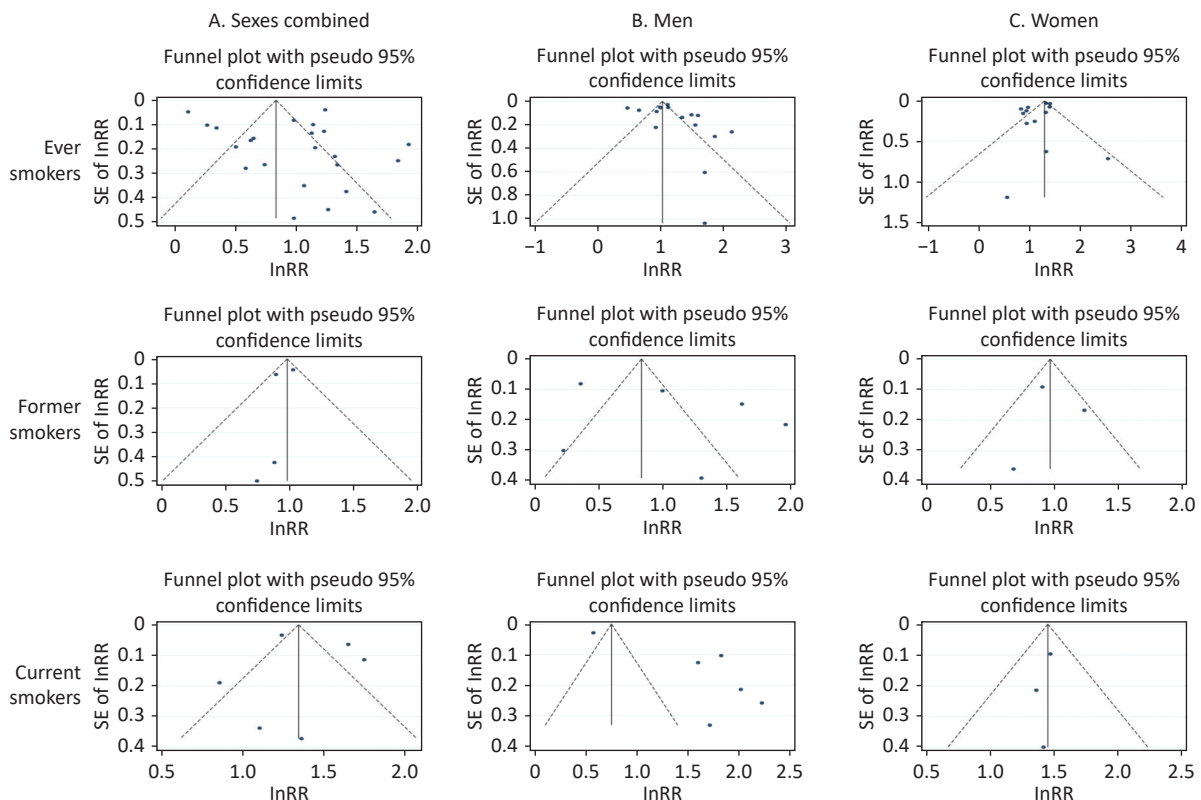 A. Sexes combined
B. Men
C. Women
Funnel plot with pseudo 95%
confidence limits
Funnel plot with pseudo 95%
confidence limits
Funnel plot with pseudo 95%
confidence limits
Ever
smokers
SE of lnRR
0
0.1
0.2
0.3
0.4
0.5
0 0.5 1.0 1.5 2.0
lnRR
SE of lnRR
0
0.2
0.4
0.6
0.8
1.0
−1 0 1 2 3
lnRR
SE of lnRR
0
0.5
1.0
1.5
−1 0 1 2 3 4
lnRR
Funnel plot with pseudo 95%
confidence limits
Funnel plot with pseudo 95%
confidence limits
Funnel plot with pseudo 95%
confidence limits
Former
smokers
SE of lnRR
0
0.1
0.2
0.3
0.4
0.5
0 0.5 1.0 1.5 2.0
lnRR
SE of lnRR
0
0.1
0.2
0.3
0.4
0 0.5 1.0 1.5 2.0
lnRR
SE of lnRR
0
0.1
0.2
0.3
0.4
0 0.5 1.0 1.5 2.0
lnRR
Funnel plot with pseudo 95%
confidence limits
Funnel plot with pseudo 95%
confidence limits
Funnel plot with pseudo 95%
confidence limits
Current
smokers
SE of lnRR
0
0.1
0.2
0.3
0.4
0.5 1.0 1.5 2.0
lnRR
SE of lnRR
0
0.1
0.2
0.3
0.4
0 0.5 1.0 1.5 2.0 2.5
lnRR
SE of lnRR
0
0.1
0.2
0.3
0.4
0.5 1.0 1.5 2.0 2.5
lnRR